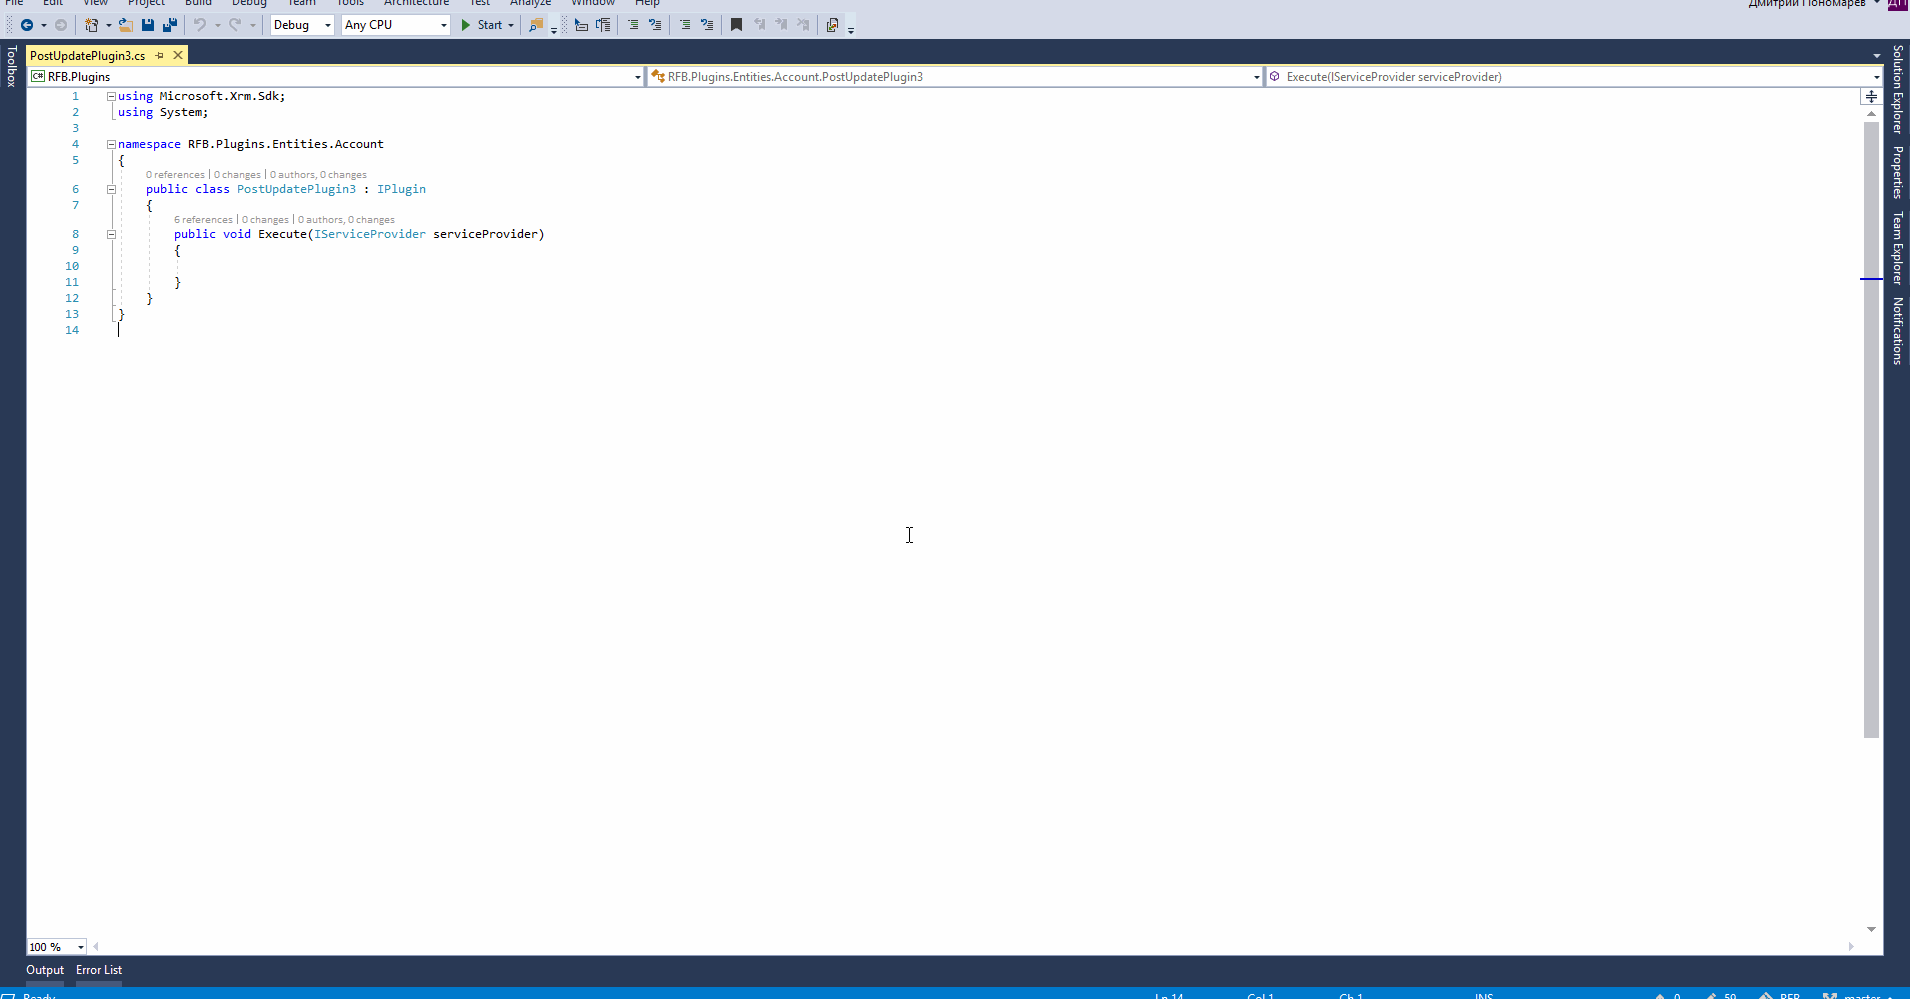 File Edit View Project Build Debug Team Tools Architecture Test Analyze Window Help Дмитрий Пономарев ДП
Debug Any CPU Start
PostUpdatePlugin3.cs
C# RFB.Plugins RFB.Plugins.Entities.Account.PostUpdatePlugin3 Execute(IServiceProvider serviceProvider)
1 using Microsoft.Xrm.Sdk;
2 using System;
3
4 namespace RFB.Plugins.Entities.Account
5 {
0 references | 0 changes | 0 authors, 0 changes
6 public class PostUpdatePlugin3 : IPlugin
7 {
6 references | 0 changes | 0 authors, 0 changes
8 public void Execute(IServiceProvider serviceProvider)
9 {
10
11 }
12 }
13 }
14
Toolbox
Solution Explorer
Properties
Team Explorer
Notifications
100 %
Output Error List
Ready Ln 14 Col 1 Ch 1 INS 0 59 RFB master